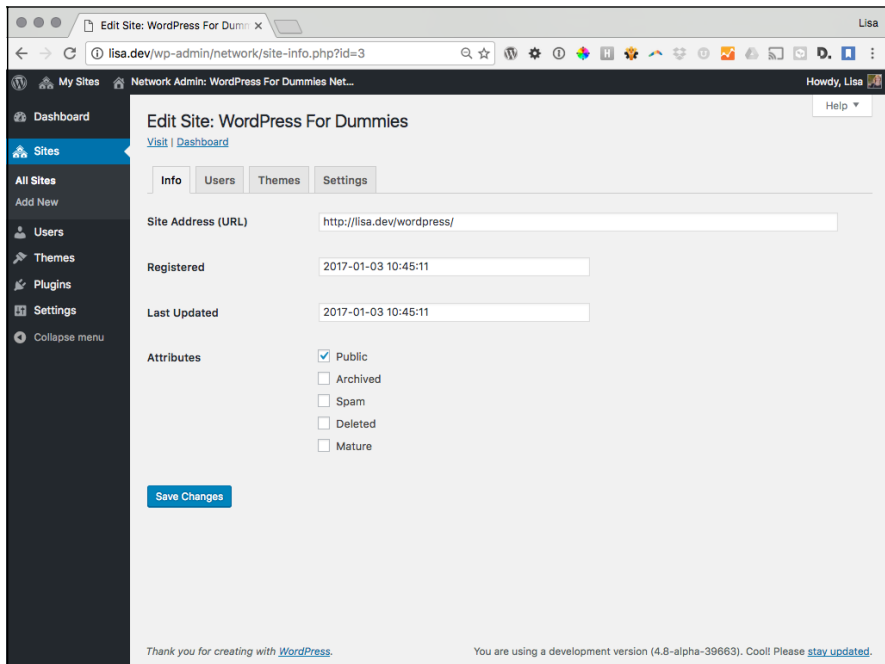 Edit Site: WordPress For Dumm
Lisa
lisa.dev/wp-admin/network/site-info.php?id=3
My Sites Network Admin: WordPress For Dummies Net... Howdy, Lisa
Help
Dashboard
Sites
All Sites
Add New
Users
Themes
Plugins
Settings
Collapse menu
Edit Site: WordPress For Dummies
Visit | Dashboard
Info Users Themes Settings
Site Address (URL) http://lisa.dev/wordpress/
Registered 2017-01-03 10:45:11
Last Updated 2017-01-03 10:45:11
Attributes Public
Archived
Spam
Deleted
Mature
Save Changes
Thank you for creating with WordPress. You are using a development version (4.8-alpha-39663). Cool! Please stay updated.